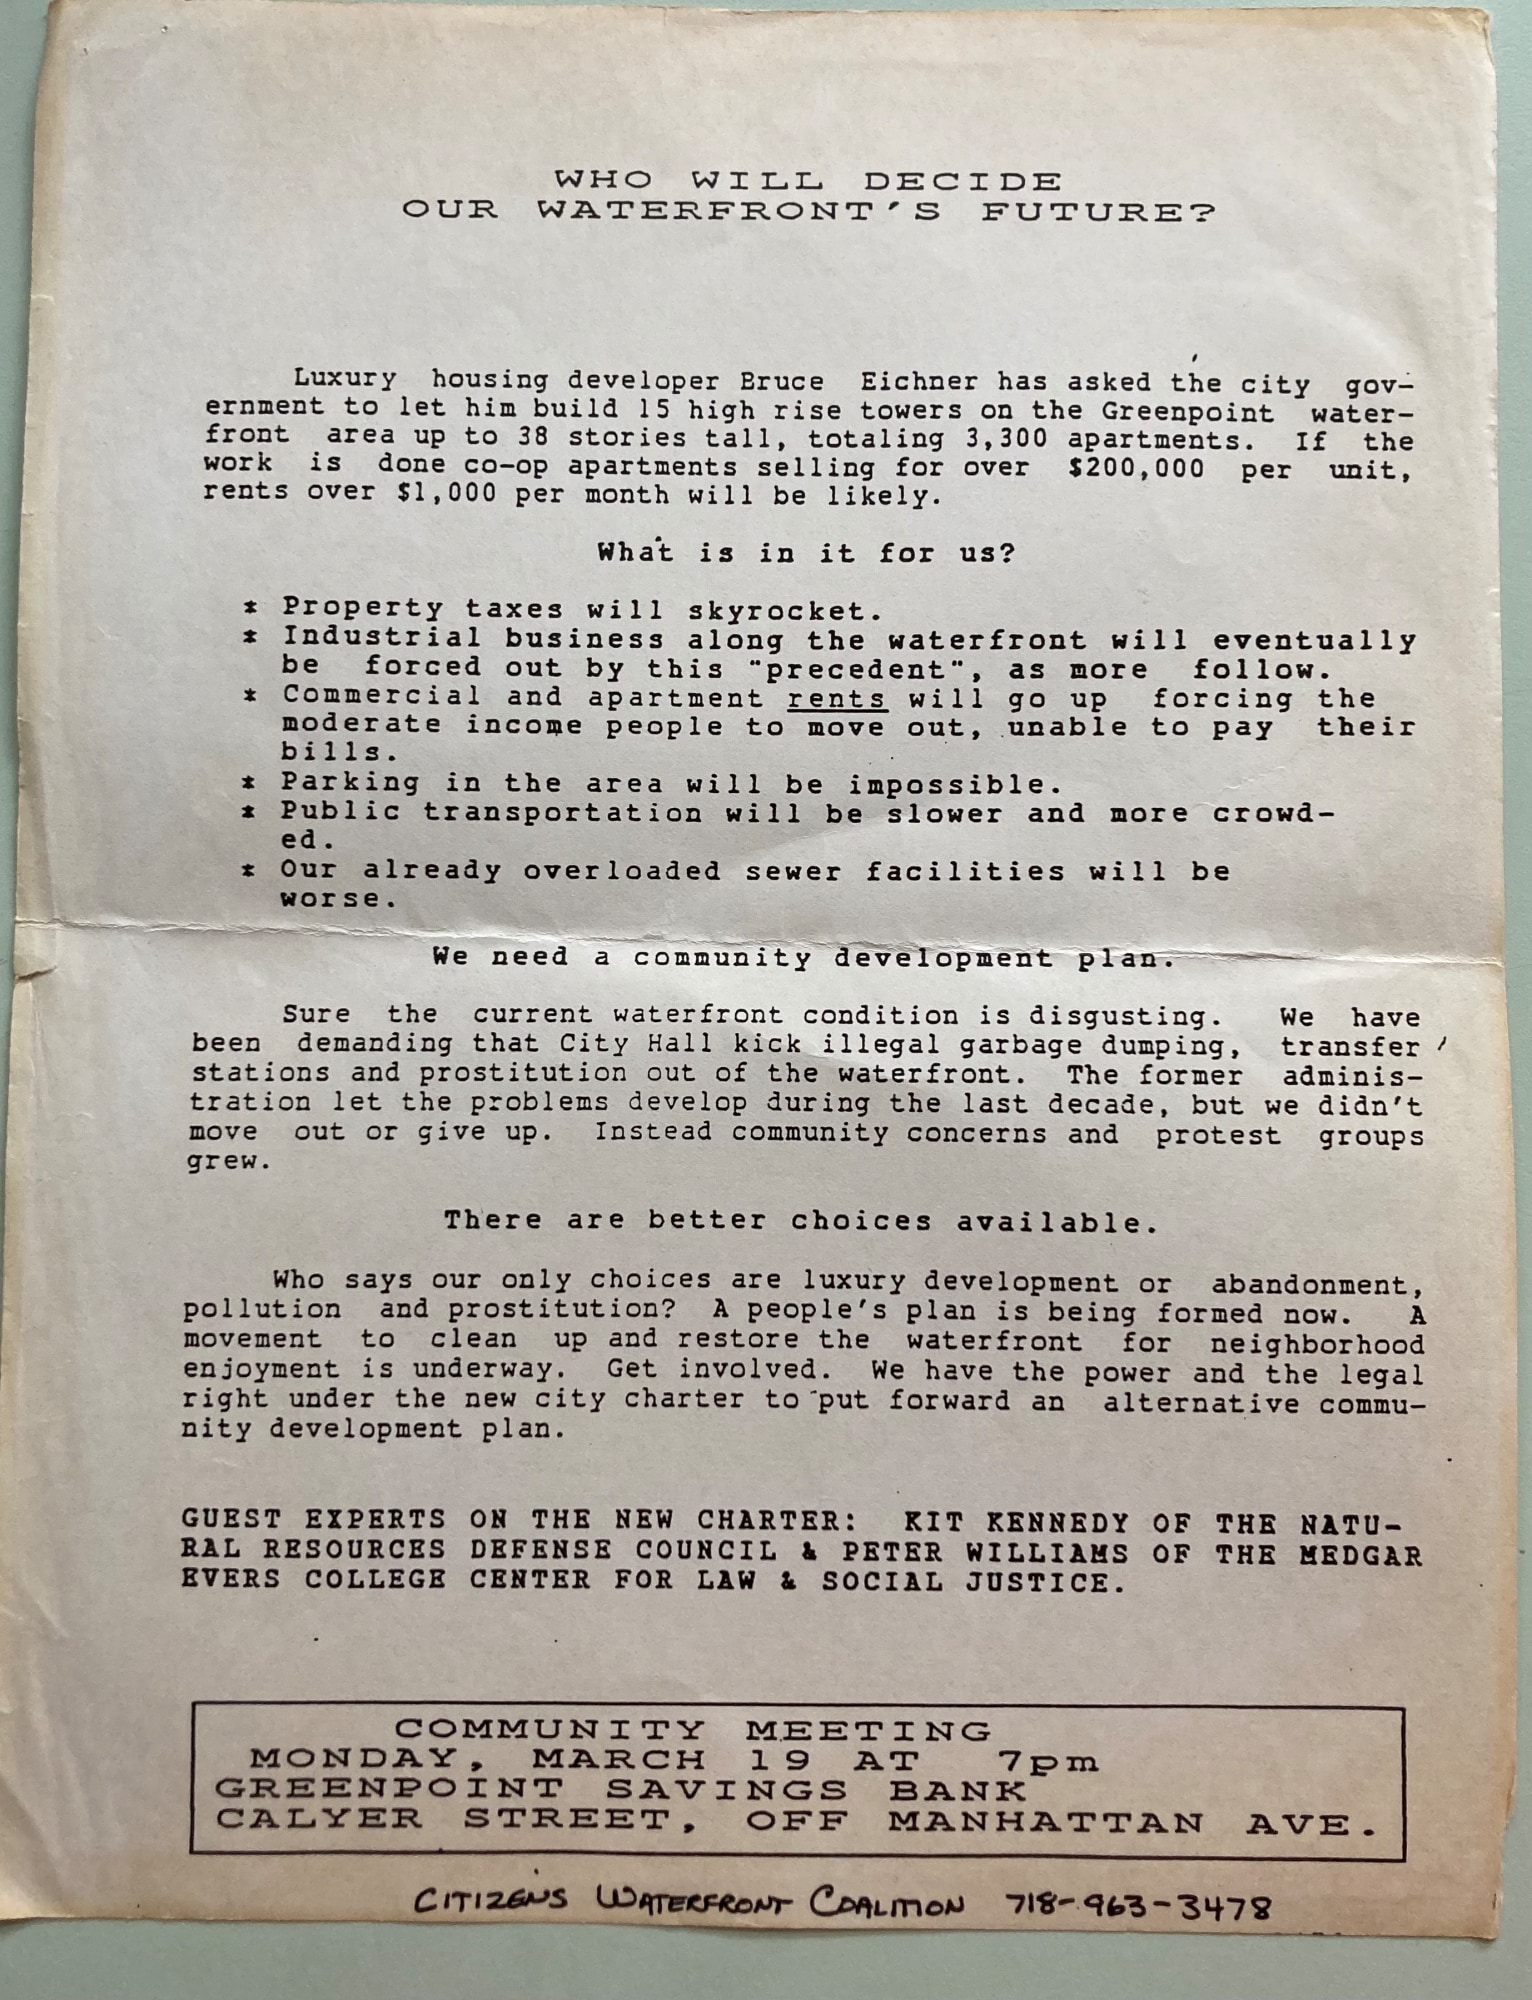 WHO WILL DECIDE
OUR WATERFRONT'S FUTURE?
Luxury housing developer Bruce Eichner has asked the city gov-
ernment to let him build 15 high rise towers on the Greenpoint water-
front area up to 38 stories tall, totaling 3,300 apartments. If the
work is done co-op apartments selling for over $200,000 per unit,
rents over $1,000 per month will be likely.
What is in it for us?
* Property taxes will skyrocket.
* Industrial business along the waterfront will eventually
be forced out by this "precedent", as more follow.
* Commercial and apartment rents will go up forcing the
moderate income people to move out, unable to pay their
bills.
* Parking in the area will be impossible.
* Public transportation will be slower and more crowd-
ed.
* Our already overloaded sewer facilities will be
worse.
We need a community development plan.
Sure the current waterfront condition is disgusting. We have
been demanding that City Hall kick illegal garbage dumping, transfer
stations and prostitution out of the waterfront. The former adminis-
tration let the problems develop during the last decade, but we didn't
move out or give up. Instead community concerns and protest groups
grew.
There are better choices available.
Who says our only choices are luxury development or abandonment,
pollution and prostitution? A people's plan is being formed now. A
movement to clean up and restore the waterfront for neighborhood
enjoyment is underway. Get involved. We have the power and the legal
right under the new city charter to put forward an alternative commu-
nity development plan.
GUEST EXPERTS ON THE NEW CHARTER: KIT KENNEDY OF THE NATU-
RAL RESOURCES DEFENSE COUNCIL & PETER WILLIAMS OF THE MEDGAR
EVERS COLLEGE CENTER FOR LAW & SOCIAL JUSTICE.
COMMUNITY MEETING
MONDAY, MARCH 19 AT 7pm
GREENPOINT SAVINGS BANK
CALYER STREET, OFF MANHATTAN AVE.
CITIZENS WATERFRONT COALITION 718-963-3478